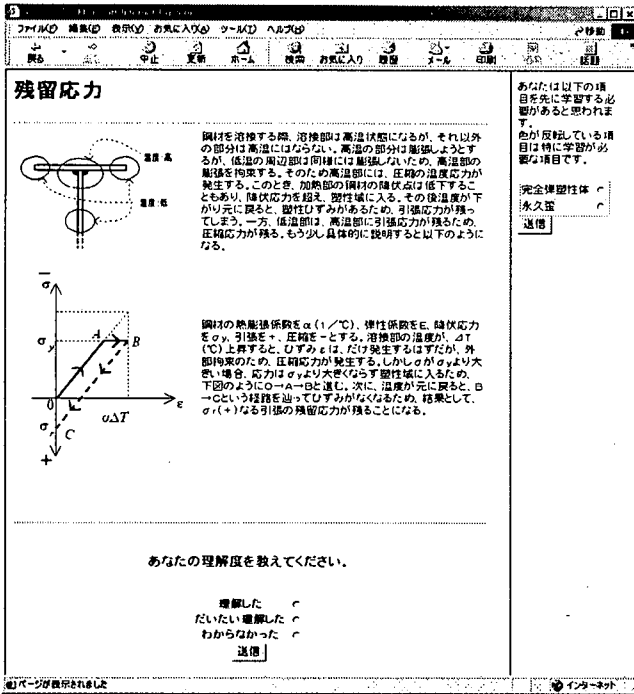 ファイル(F) 編集(E) 表示(V) お気に入り(A) ツール(T) ヘルプ(H)
移動
戻る 中止 更新 ホーム 検索 お気に入り 履歴 メール 印刷
残留応力
温度:高
温度:低
鋼材を溶接する際、溶接部は高温状態になるが、それ以外
の部分は高温にはならない。高温の部分は膨張しようとす
るが、低温の周辺部は同様には膨張しないため、高温部の
膨張を拘束する。そのため高温部には、圧縮の温度応力が
発生する。このとき、加熱部の鋼材の降伏点は低下するこ
ともあり、降伏応力を超え、塑性域に入る。その後温度が下
がり元に戻ると、塑性ひずみがあるため、引張応力が残っ
てしまう。一方、低温部は、高温部に引張応力が残るため、
圧縮応力が残る。もう少し具体的に説明すると以下のように
なる。
−
σ
σy
A
B
0
ε
αΔT
σr
C
+
鋼材の熱膨張係数をα(1/℃)、弾性係数をE、降伏応力
をσy、引張を+、圧縮を−とする。溶接部の温度が、ΔT
(℃)上昇すると、ひずみεは、だけ発生するはずだが、外
部拘束のため、圧縮応力が発生する。しかしσがσyより大
きい場合、応力はσyより大きくならず塑性域に入るため、
下図のようにO→A→Bと進む。次に、温度が元に戻ると、B
→Cという経路を辿ってひずみがなくなるため、結果として、
σr(+)なる引張の残留応力が残ることになる。
あなたの理解度を教えてください。
理解した
だいたい理解した
わからなかった
送信
あなたは以下の項
目を先に学習する必
要があると思われま
す。
色が反転している項
目は特に学習が必
要な項目です。
完全弾塑性体
永久歪
送信
ページが表示されました
インターネット